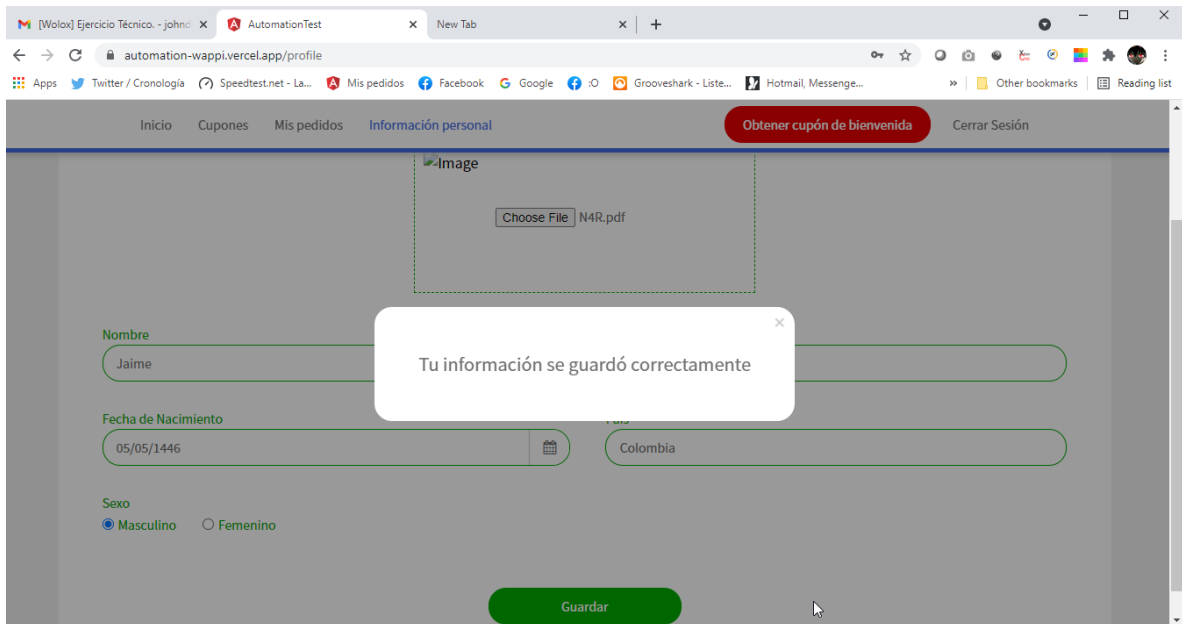 [Wolox] Ejercicio Técnico. - johnd
AutomationTest
New Tab
automation-wappi.vercel.app/profile
Apps
Twitter / Cronología
Speedtest.net - La...
Mis pedidos
Facebook
Google
:O
Grooveshark - Liste...
Hotmail, Messenge...
»
Other bookmarks
Reading list
Inicio
Cupones
Mis pedidos
Información personal
Obtener cupón de bienvenida
Cerrar Sesión
Image
Choose File N4R.pdf
Tu información se guardó correctamente
Nombre
Jaime
Fecha de Nacimiento
05/05/1446
Colombia
Sexo
Masculino
Femenino
Guardar